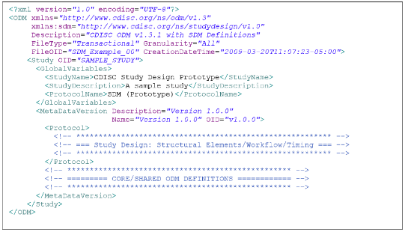 <?xml version="1.0" encoding="UTF-8"?>
<ODM xmlns="http://www.cdisc.org/ns/odm/v1.3"
xmlns:sdm="http://www.cdisc.org/ns/studydesign/v1.0"
Description="CDISC ODM v1.3.1 with SDM Definitions"
FileType="Transactional" Granularity="All"
FileOID="SDM_Example_00" CreationDateTime="2009-03-20T11:07:23-05:00">
<Study OID="SAMPLE_STUDY">
<GlobalVariables>
<StudyName>CDISC Study Design Prototype</StudyName>
<StudyDescription>A sample study</StudyDescription>
<ProtocolName>SDM (Prototype)</ProtocolName>
</GlobalVariables>
<MetaDataVersion Description="Version 1.0.0"
Name="Version 1.0.0" OID="v1.0.0">
<Protocol>
<!-- ************************************************** -->
<!-- === Study Design: Structural Elements/Workflow/Timing === -->
<!-- ************************************************** -->
</Protocol>
<!-- ******************************************** -->
<!-- ========= CORE/SHARED ODM DEFINITIONS ============ -->
<!-- ******************************************** -->
</MetaDataVersion>
</Study>
</ODM>